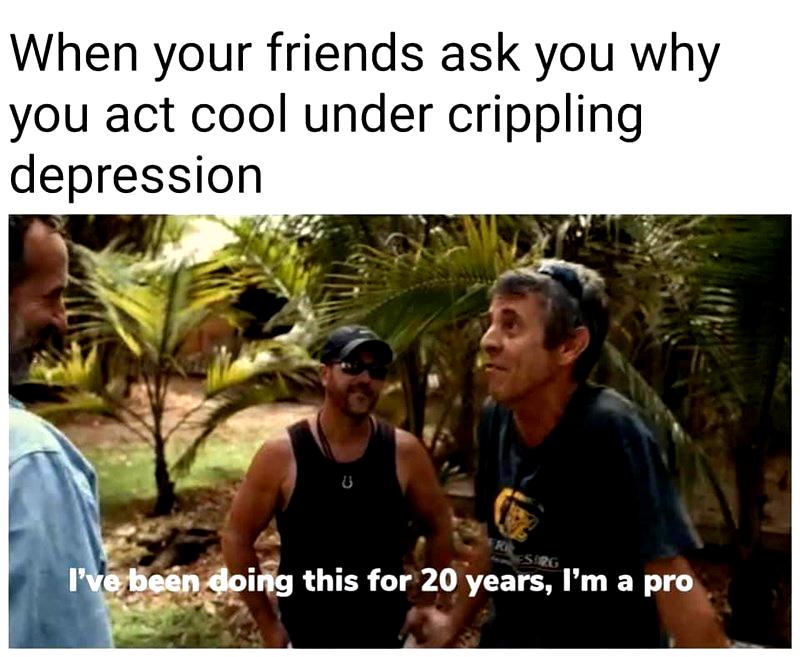 When your friends ask you why
you act cool under crippling
depression
I've been doing this for 20 years, I'm a pro